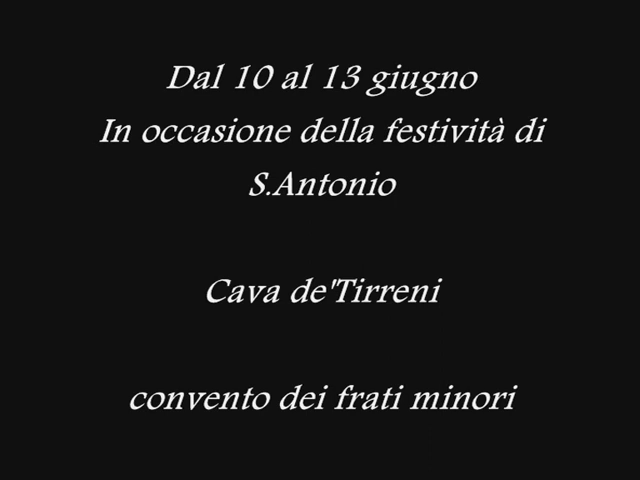 Dal 10 al 13 giugno
In occasione della festività di
S.Antonio
Cava de'Tirreni
convento dei frati minori